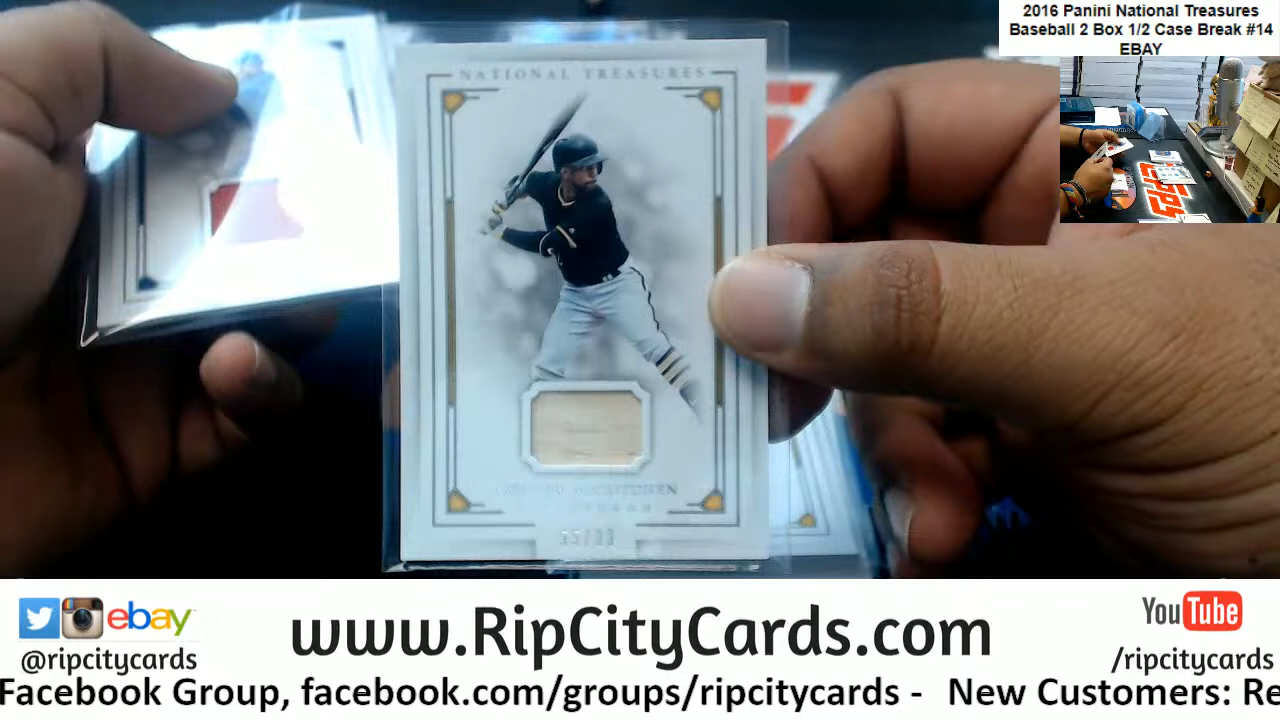 2016 Panini National Treasures
Baseball 2 Box 1/2 Case Break #14
EBAY
NATIONAL TREASURES
ebay
@ripcitycards
www.RipCityCards.com
YouTube
/ripcitycards
Facebook Group, facebook.com/groups/ripcitycards - New Customers: Re